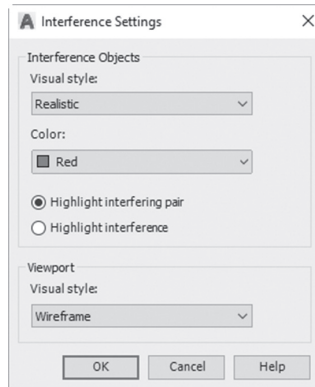 Interference Settings
Interference Objects
Visual style:
Realistic
Color:
Red
Highlight interfering pair
Highlight interference
Viewport
Visual style:
Wireframe
OK Cancel Help